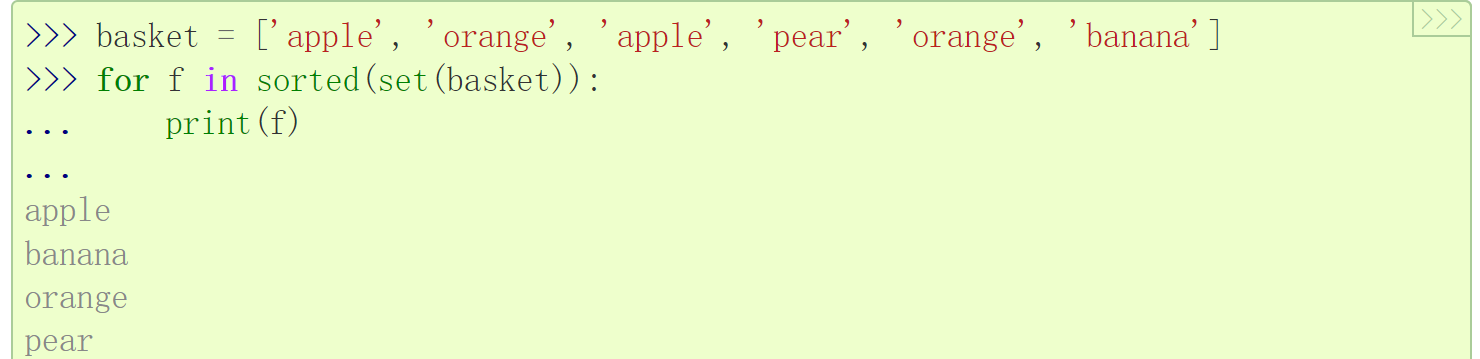 >>> basket = ['apple', 'orange', 'apple', 'pear', 'orange', 'banana']
>>>
>>> for f in sorted(set(basket)):
...     print(f)
...
apple
banana
orange
pear